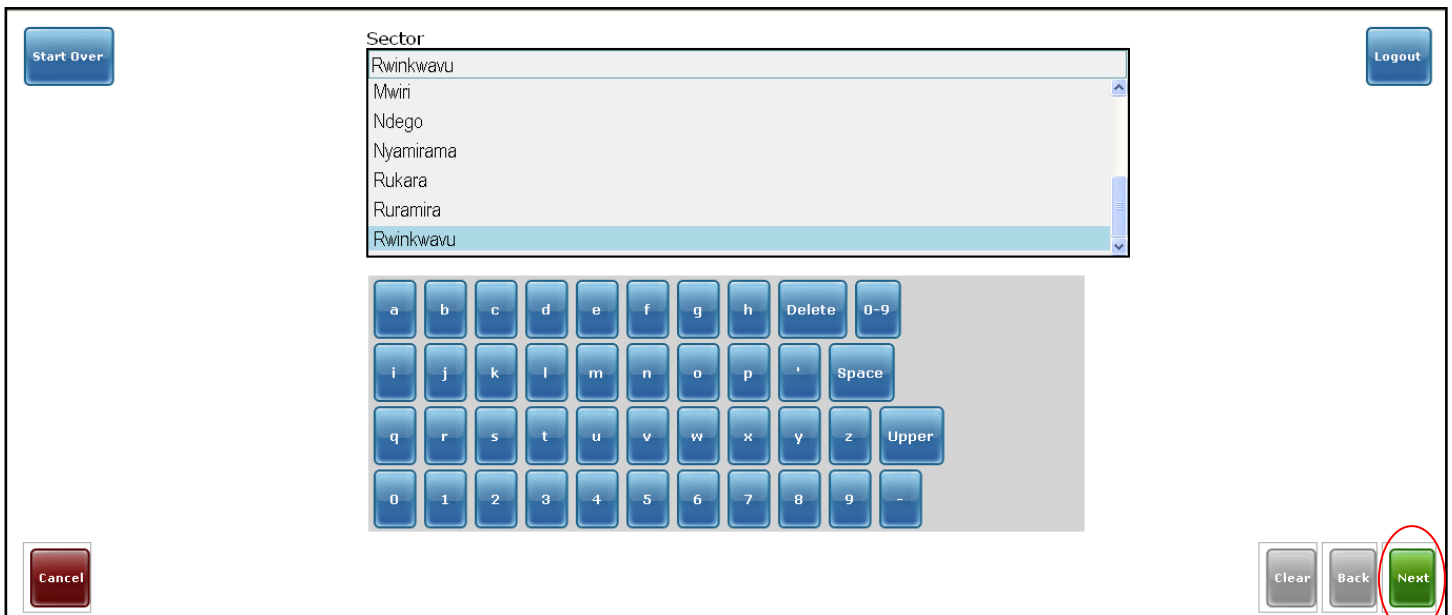 Start Over
Sector
Logout
Rwinkwavu
Mwiri
Ndego
Nyamirama
Rukara
Ruramira
Rwinkwavu
a b c d e f g h Delete 0-9
i j k l m n o p ' Space
q r s t u v w x y z Upper
0 1 2 3 4 5 6 7 8 9 -
Cancel
Clear Back Next